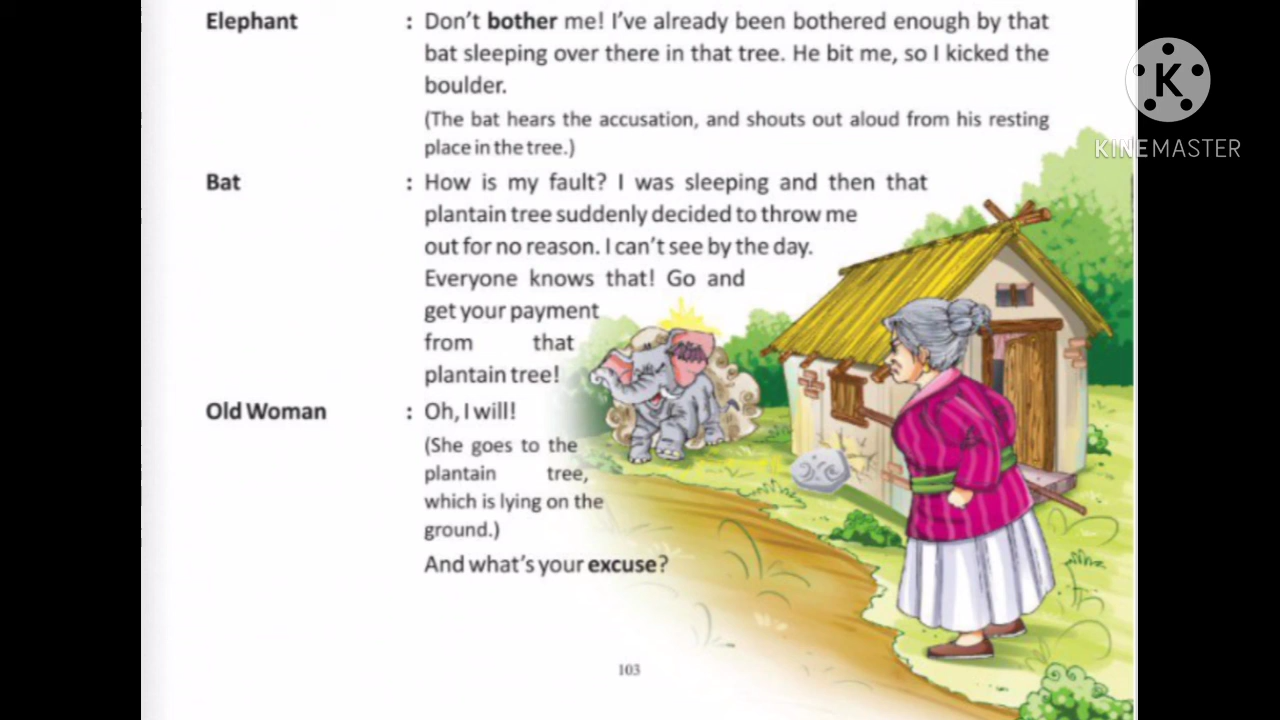 Elephant : Don't bother me! I've already been bothered enough by that
bat sleeping over there in that tree. He bit me, so I kicked the
boulder.
(The bat hears the accusation, and shouts out aloud from his resting
place in the tree.)
Bat : How is my fault? I was sleeping and then that
plantain tree suddenly decided to throw me
out for no reason. I can't see by the day.
Everyone knows that! Go and
get your payment
from that
plantain tree!
Old Woman : Oh, I will!
(She goes to the
plantain tree,
which is lying on the
ground.)
And what's your excuse?
103
K
KINEMASTER